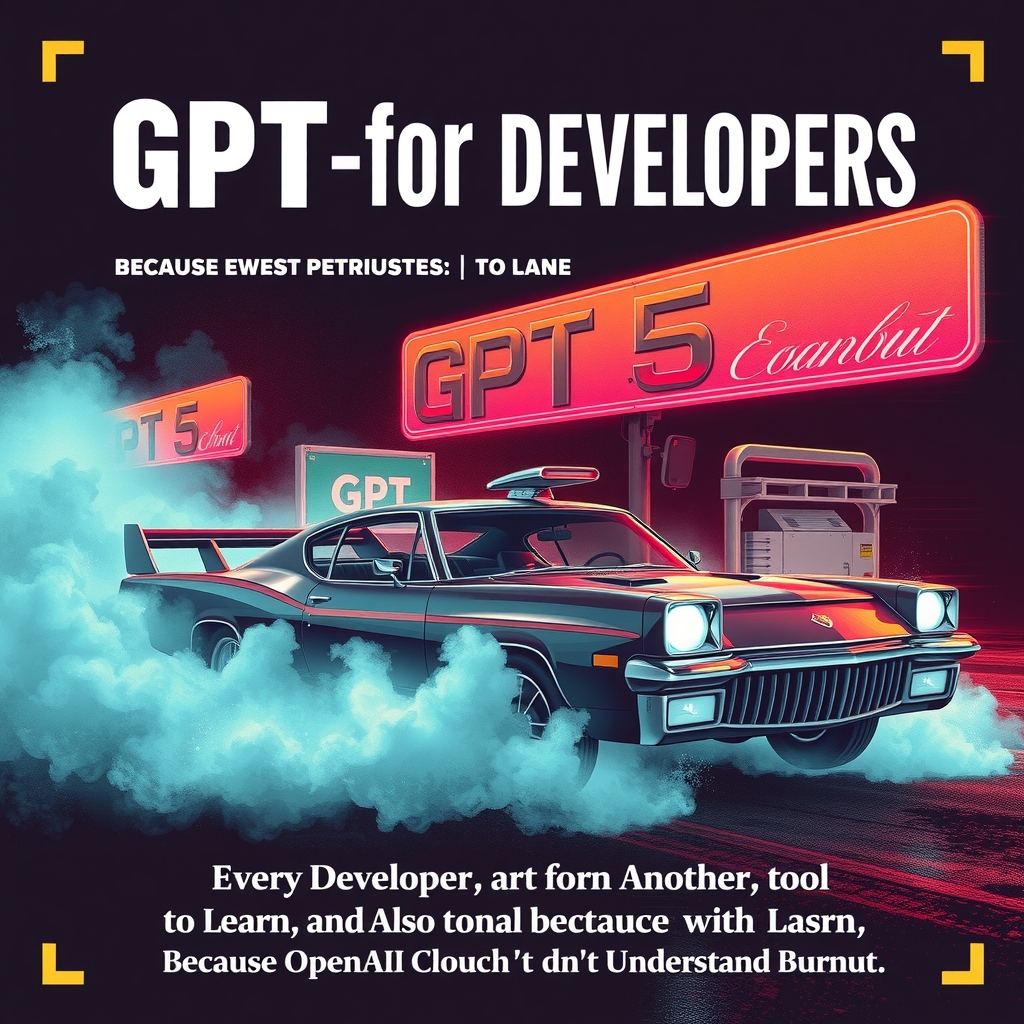 GPT-for DEVELOPERS
BECAUSE EWEST PETRIUSTES: | TO LANE
GPT 5 Eoanbut
PT 5
GPT
Every Developer, art forn Another, tool
to Learn, and Also tonal bectauce with Lasrn,
Because OpenAII Clouch't dn't Understand Burnut.